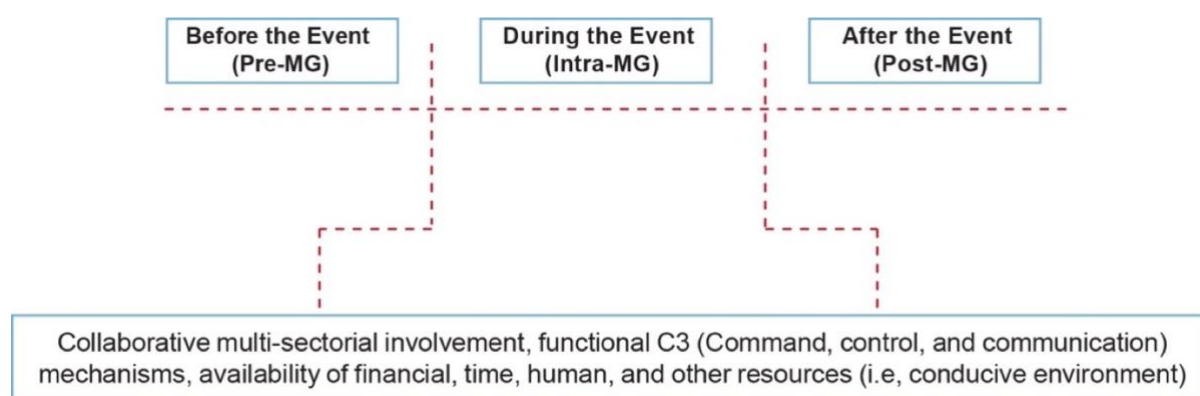 Before the Event
(Pre-MG)
During the Event
(Intra-MG)
After the Event
(Post-MG)
Collaborative multi-sectorial involvement, functional C3 (Command, control, and communication)
mechanisms, availability of financial, time, human, and other resources (i.e, conducive environment)